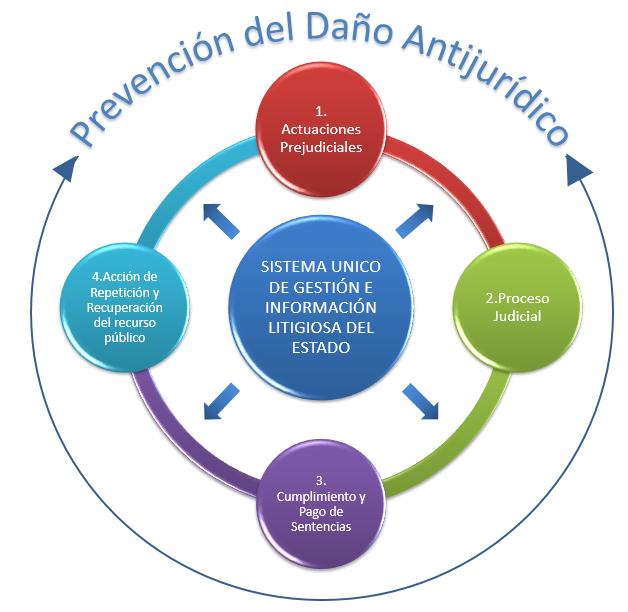 Prevención del Daño Antijurídico
1.
Actuaciones
Prejudiciales
SISTEMA UNICO
DE GESTIÓN E
INFORMACIÓN
LITIGIOSA DEL
ESTADO
2.Proceso
Judicial
3.
Cumplimiento y
Pago de
Sentencias
4.Acción de
Repetición y
Recuperación
del recurso
público